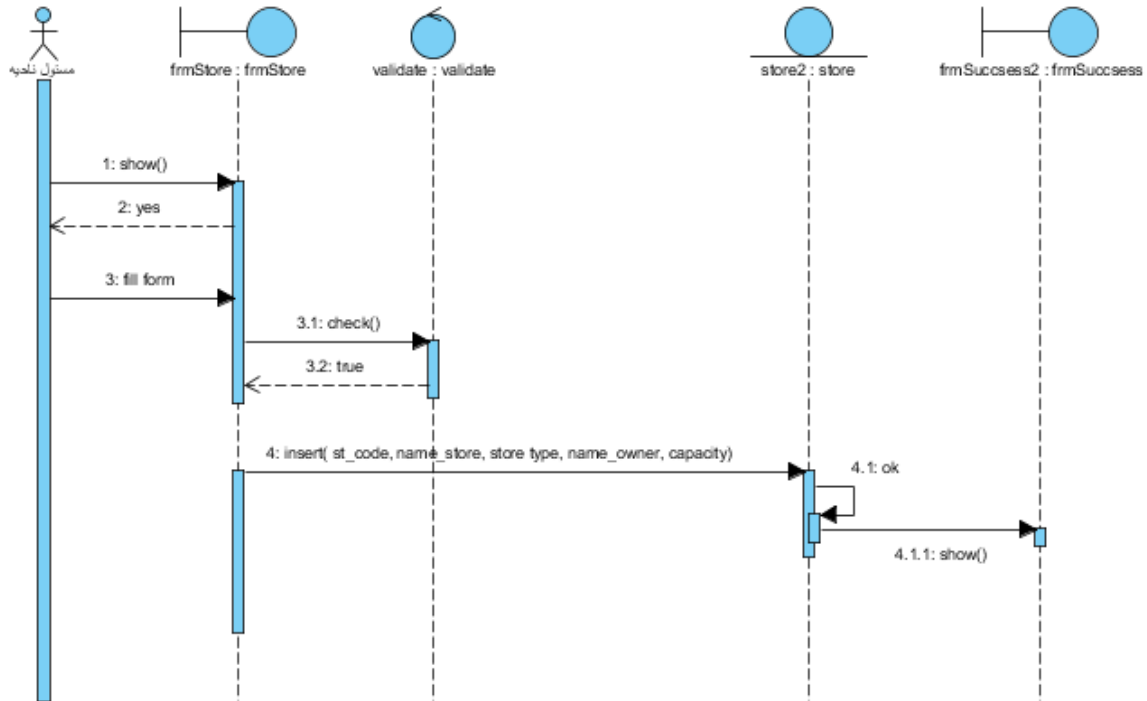 مسئول ناحیه
frmStore : frmStore
validate : validate
store2 : store
frmSuccsess2 : frmSuccsess
1: show()
2: yes
3: fill form
3.1: check()
3.2: true
4: insert( st_code, name_store, store type, name_owner, capacity)
4.1: ok
4.1.1: show()